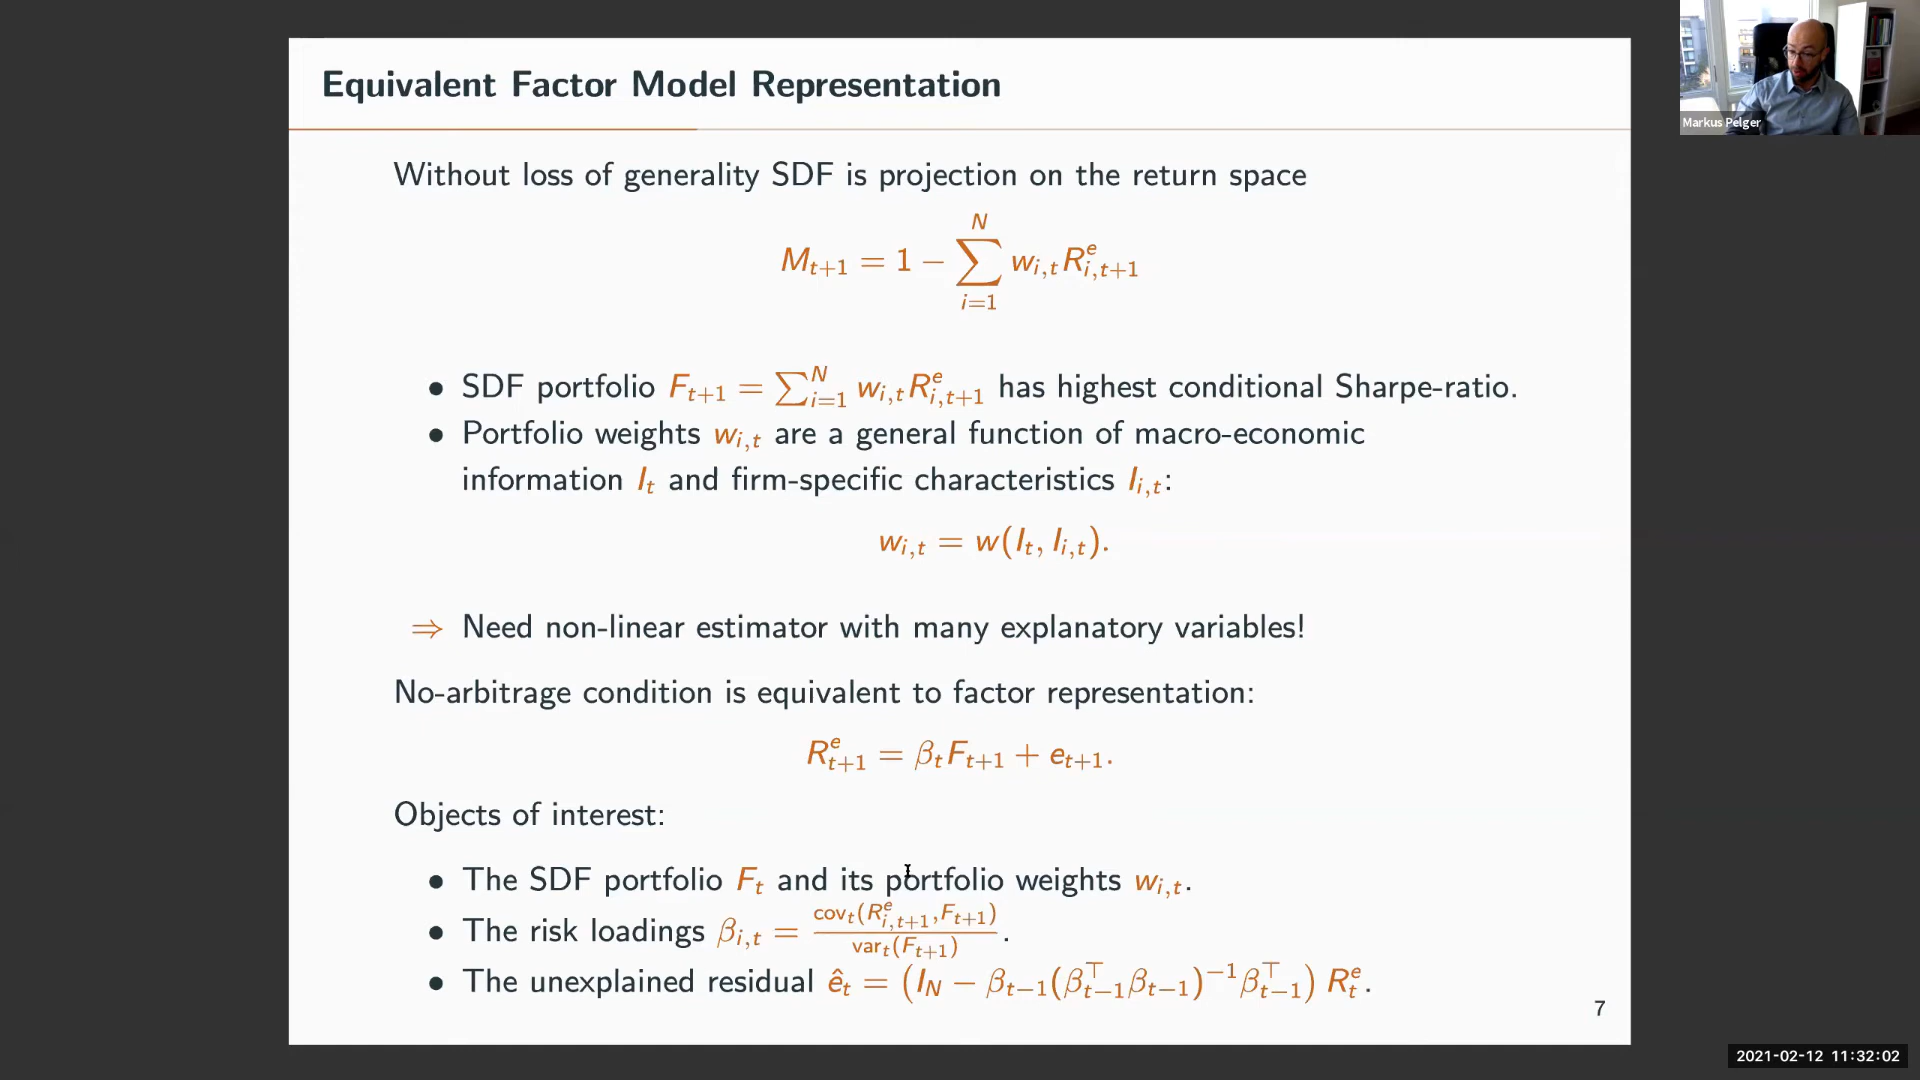 Equivalent Factor Model Representation
Markus Pelger
Without loss of generality SDF is projection on the return space
M_{t+1} = 1 − \sum_{i=1}^{N} w_{i,t} R^e_{i,t+1}
• SDF portfolio F_{t+1} = \sum_{i=1}^{N} w_{i,t} R^e_{i,t+1} has highest conditional Sharpe-ratio.
• Portfolio weights w_{i,t} are a general function of macro-economic
information I_t and firm-specific characteristics I_{i,t}:
w_{i,t} = w(I_t, I_{i,t}).
⇒ Need non-linear estimator with many explanatory variables!
No-arbitrage condition is equivalent to factor representation:
R^e_{t+1} = β_t F_{t+1} + e_{t+1}.
Objects of interest:
• The SDF portfolio F_t and its portfolio weights w_{i,t}.
• The risk loadings β_{i,t} = \frac{cov_t(R^e_{i,t+1}, F_{t+1})}{var_t(F_{t+1})}.
• The unexplained residual ê_t = (I_N − β_{t−1}(β^⊤_{t−1} β_{t−1})^{−1} β^⊤_{t−1}) R^e_t.
7
2021-02-12 11:32:02